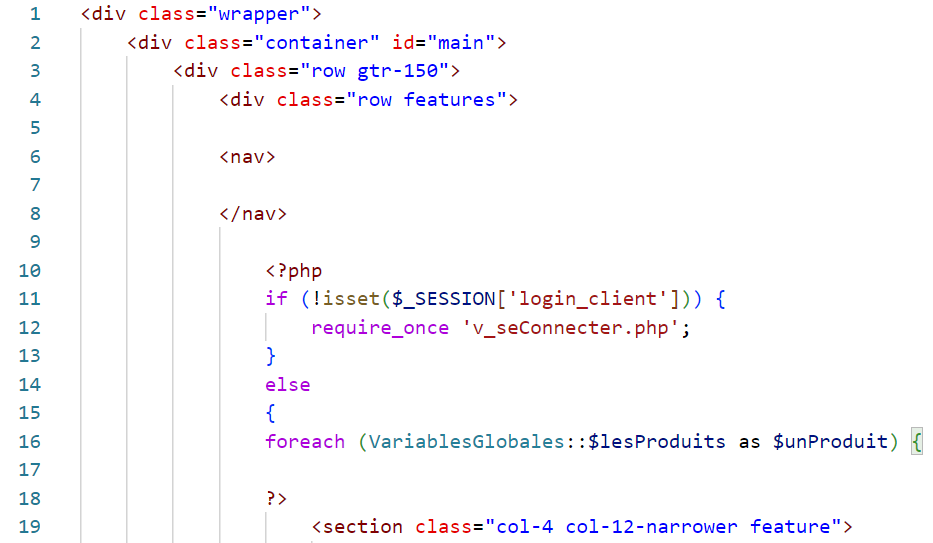 1 <div class="wrapper">
2 <div class="container" id="main">
3 <div class="row gtr-150">
4 <div class="row features">
5
6 <nav>
7
8 </nav>
9
10 <?php
11 if (!isset($_SESSION['login_client'])) {
12 require_once 'v_seConnecter.php';
13 }
14 else
15 {
16 foreach (VariablesGlobales::$lesProduits as $unProduit) {
17
18 ?>
19 <section class="col-4 col-12-narrower feature">